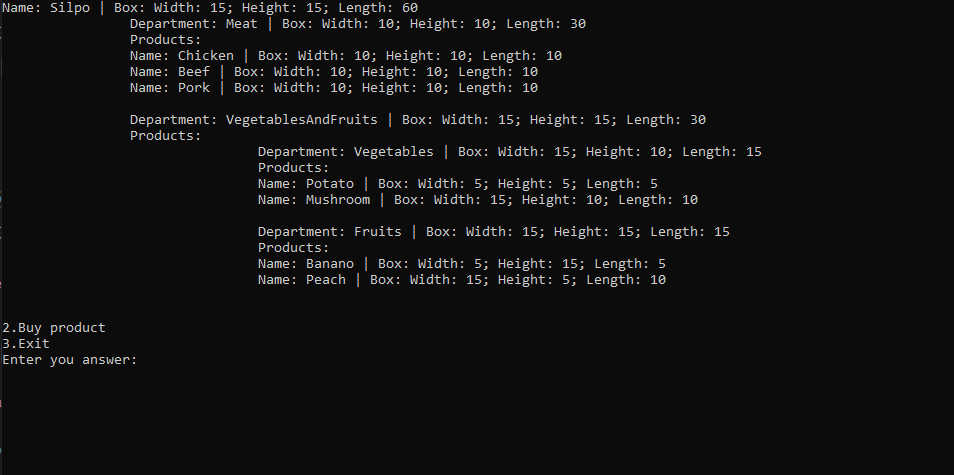 Name: Silpo | Box: Width: 15; Height: 15; Length: 60
Department: Meat | Box: Width: 10; Height: 10; Length: 30
Products:
Name: Chicken | Box: Width: 10; Height: 10; Length: 10
Name: Beef | Box: Width: 10; Height: 10; Length: 10
Name: Pork | Box: Width: 10; Height: 10; Length: 10
Department: VegetablesAndFruits | Box: Width: 15; Height: 15; Length: 30
Products:
Department: Vegetables | Box: Width: 15; Height: 10; Length: 15
Products:
Name: Potato | Box: Width: 5; Height: 5; Length: 5
Name: Mushroom | Box: Width: 15; Height: 10; Length: 10
Department: Fruits | Box: Width: 15; Height: 15; Length: 15
Products:
Name: Banano | Box: Width: 5; Height: 15; Length: 5
Name: Peach | Box: Width: 15; Height: 5; Length: 10
2.Buy product
3.Exit
Enter you answer: